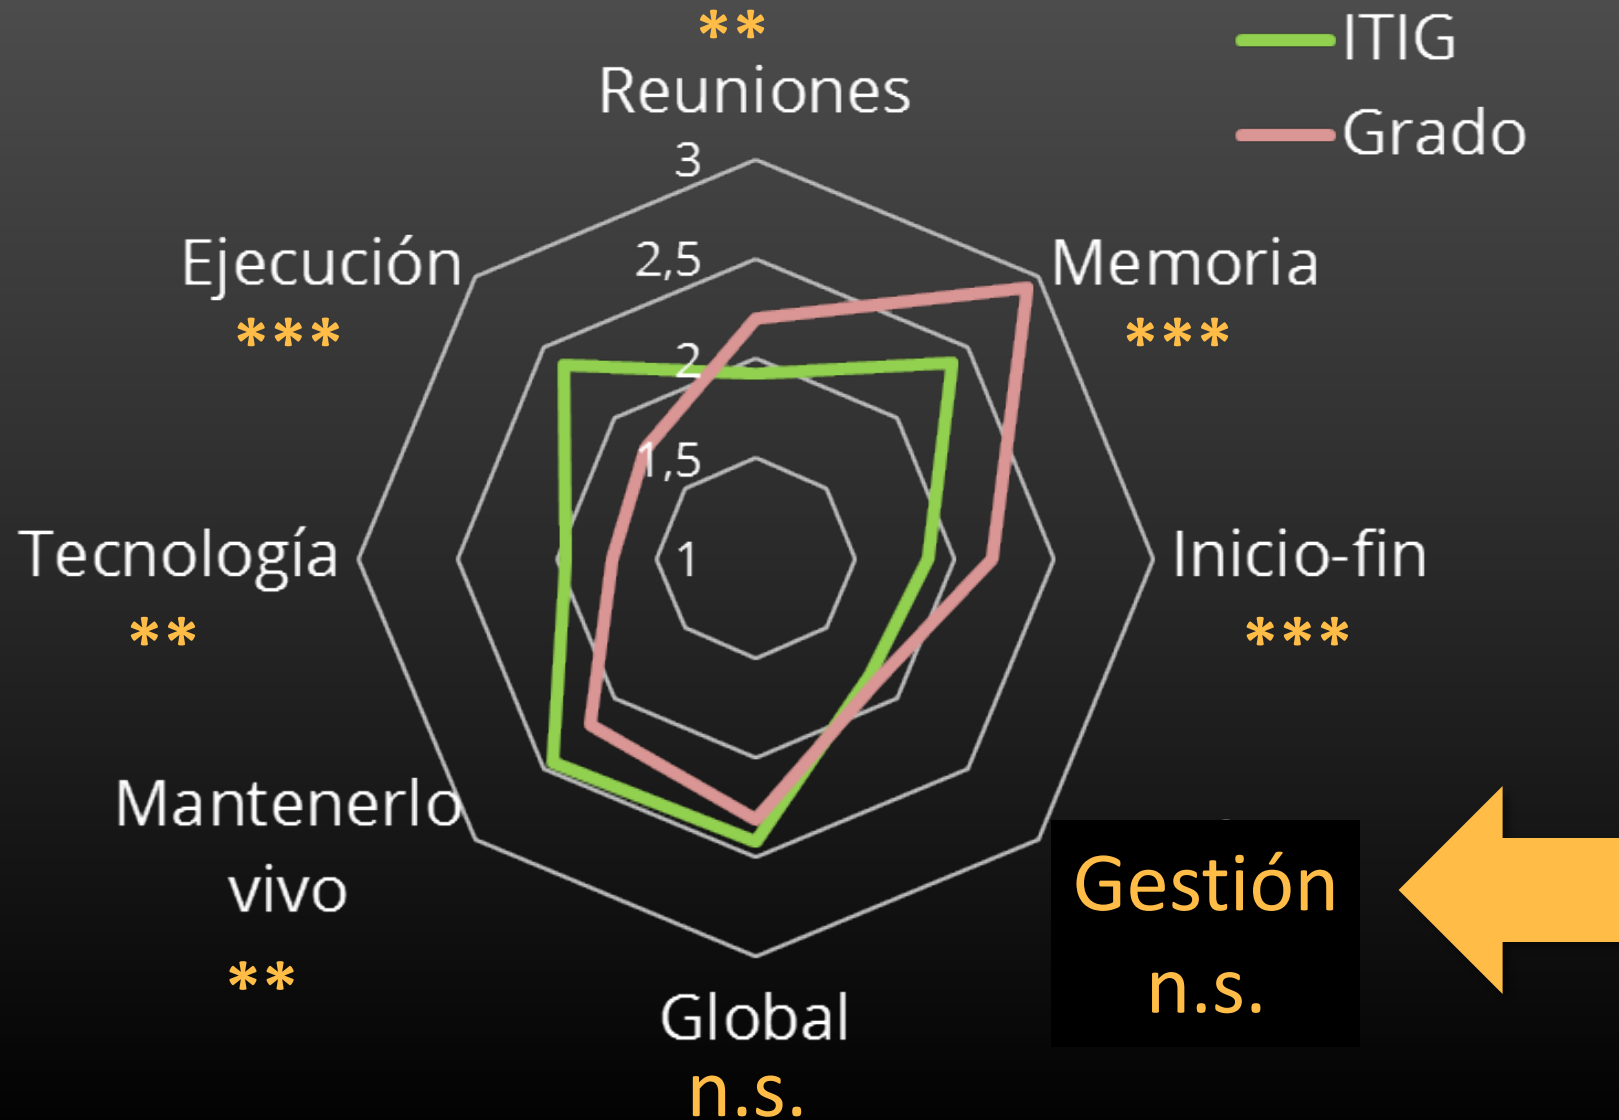 **
Reuniones
ITIG
Grado
3
2,5
2
1,5
1
Memoria
***
Inicio-fin
***
Gestión
n.s.
Global
n.s.
Mantenerlo
vivo
**
Tecnología
**
Ejecución
***